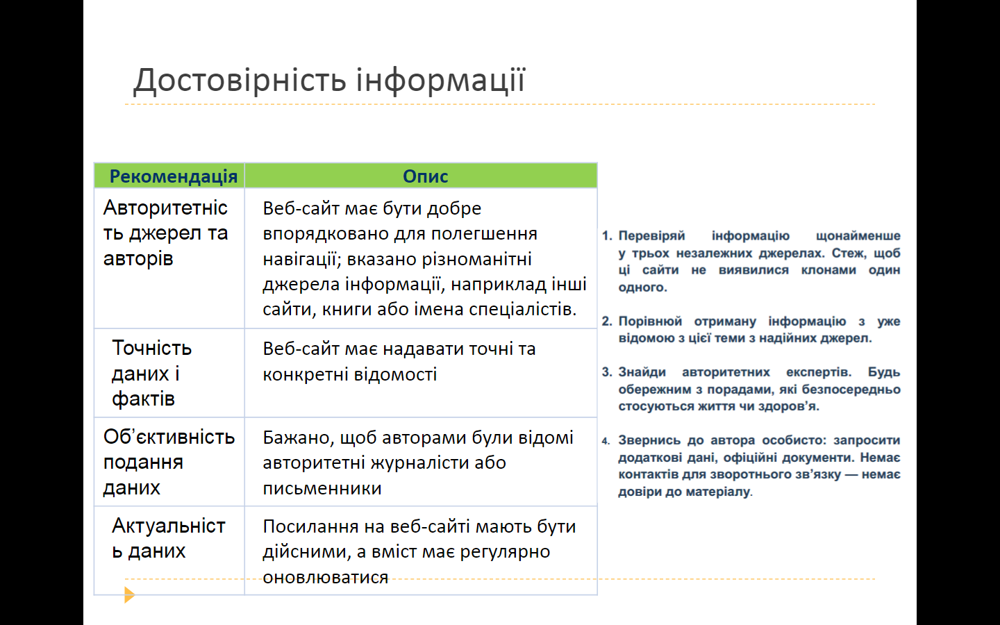 Достовірність інформації
Рекомендація
Опис
Авторитетніс
ть джерел та
авторів
Веб-сайт має бути добре
впорядковано для полегшення
навігації; вказано різноманітні
джерела інформації, наприклад інші
сайти, книги або імена спеціалістів.
Точність
даних і
фактів
Веб-сайт має надавати точні та
конкретні відомості
Об’єктивність
подання
даних
Бажано, щоб авторами були відомі
авторитетні журналісти або
письменники
Актуальніст
ь даних
Посилання на веб-сайті мають бути
дійсними, а вміст має регулярно
оновлюватися
1. Перевіряй інформацію щонайменше
у трьох незалежних джерелах. Стеж, щоб
ці сайти не виявилися клонами один
одного.
2. Порівнюй отриману інформацію з уже
відомою з цієї теми з надійних джерел.
3. Знайди авторитетних експертів. Будь
обережним з порадами, які безпосередньо
стосуються життя чи здоров’я.
4. Звернись до автора особисто: запросити
додаткові дані, офіційні документи. Немає
контактів для зворотнього зв’язку — немає
довіри до матеріалу.